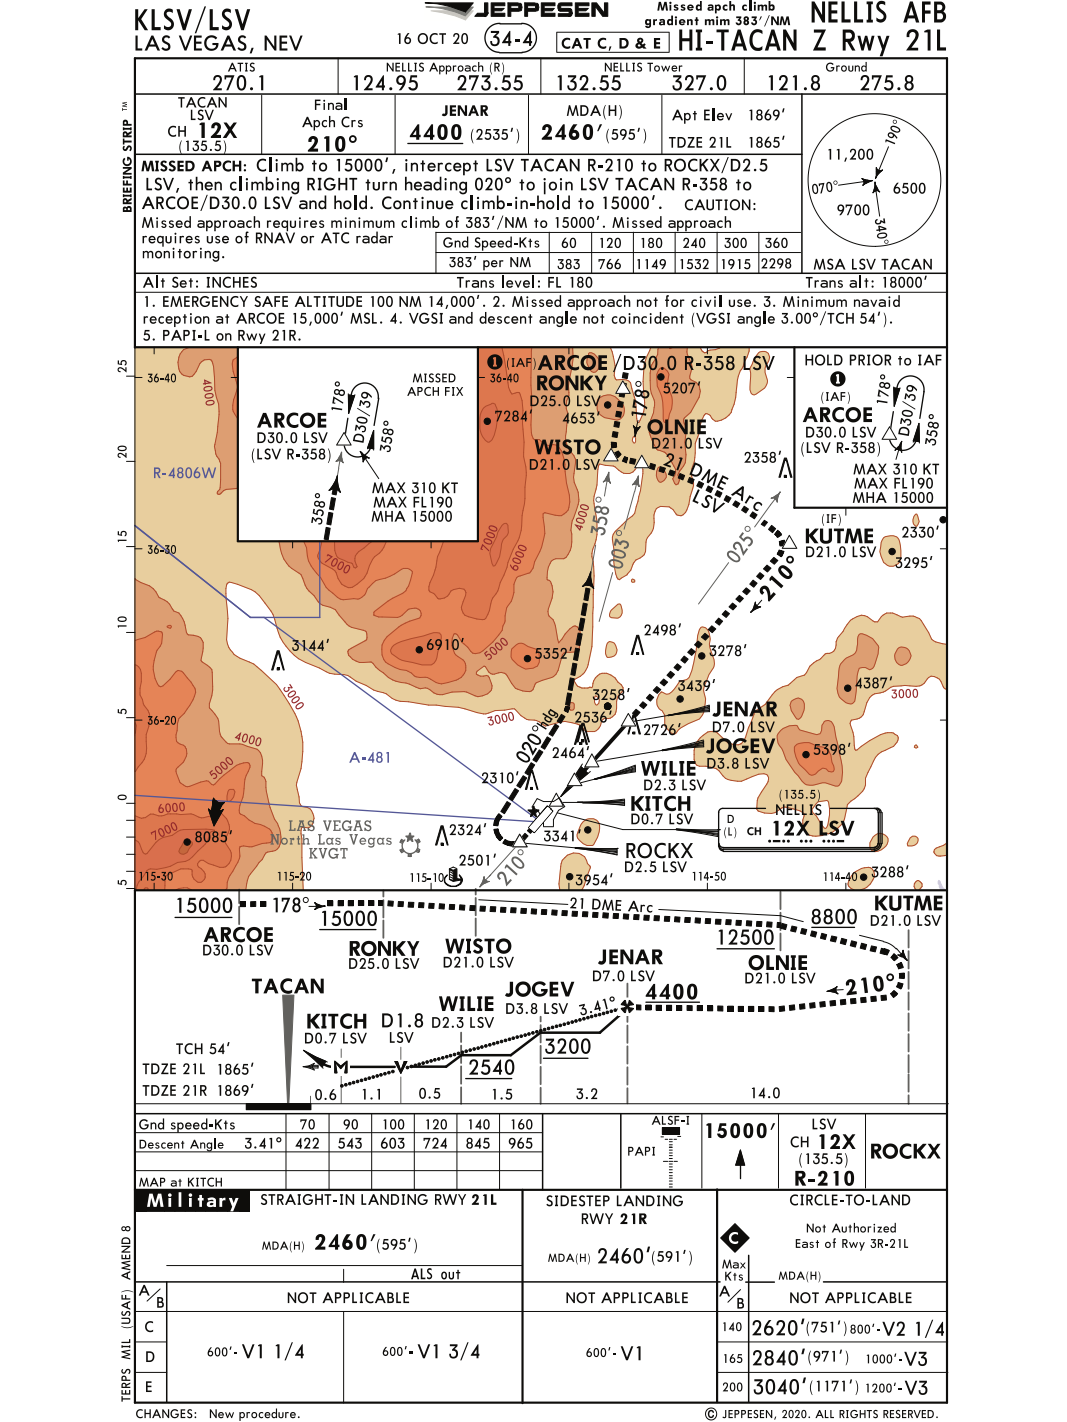 KLSV/LSV
LAS VEGAS, NEV
JEPPESEN
16 OCT 20 34-4
Missed apch climb
gradient mim 383'/NM
CAT C, D & E
NELLIS AFB
HI-TACAN Z Rwy 21L
BRIEFING STRIP TM
ATIS
270.1
NELLIS Approach (R)
124.95 273.55
NELLIS Tower
132.55 327.0
Ground
121.8 275.8
TACAN
LSV
CH 12X
(135.5)
Final
Apch Crs
210°
JENAR
4400 (2535')
MDA(H)
2460' (595')
Apt Elev 1869'
TDZE 21L 1865'
MISSED APCH: Climb to 15000', intercept LSV TACAN R-210 to ROCKX/D2.5
LSV, then climbing RIGHT turn heading 020° to join LSV TACAN R-358 to
ARCOE/D30.0 LSV and hold. Continue climb-in-hold to 15000'. CAUTION:
Missed approach requires minimum climb of 383'/NM to 15000'. Missed approach
requires use of RNAV or ATC radar
monitoring.
Gnd Speed-Kts 60 120 180 240 300 360
383' per NM 383 766 1149 1532 1915 2298
190°
11,200
070°
6500
9700
340°
MSA LSV TACAN
Alt Set: INCHES Trans level: FL 180 Trans alt: 18000'
1. EMERGENCY SAFE ALTITUDE 100 NM 14,000'. 2. Missed approach not for civil use. 3. Minimum navaid
reception at ARCOE 15,000' MSL. 4. VGSI and descent angle not coincident (VGSI angle 3.00°/TCH 54').
5. PAPI-L on Rwy 21R.
25
20
15
10
5
0
5
36-40
4000
R-4806W
36-30
MISSED
APCH FIX
178°
ARCOE
D30.0 LSV
(LSV R-358)
D30/39
358°
MAX 310 KT
MAX FL190
MHA 15000
358°
36-40
1 (IAF) ARCOE/D30.0 R-358 LSV
RONKY
D25.0 LSV
4653'
5207'
7284'
178°
OLNIE
D21.0 LSV
WISTO
D21.0 LSV
21 DME Arc
LSV
2358'
HOLD PRIOR to IAF
1
(IAF)
ARCOE
D30.0 LSV
(LSV R-358)
178°
D30/39
358°
MAX 310 KT
MAX FL190
MHA 15000
(IF)
KUTME
D21.0 LSV
2330'
3295'
4000
358°
003°
025°
210°
7000
6000
7000
3144'
6910'
5000
5352'
2498'
3278'
3000
3258'
3439'
4387'
3000
3000
36-20
2536'
2726'
JENAR
D7.0 LSV
020° hdg
2464'
JOGEV
D3.8 LSV
5398'
4000
5000
A-481
2310'
WILIE
D2.3 LSV
6000
7000
8085'
KITCH
D0.7 LSV
(135.5)
NELLIS
D
(L) CH 12X LSV
LAS VEGAS
North Las Vegas
KVGT
2324'
3341'
2501'
210°
ROCKX
D2.5 LSV
3954'
3288'
115-30
115-20
115-10
114-50
114-40
15000 178° 15000
21 DME Arc
8800
KUTME
D21.0 LSV
ARCOE
D30.0 LSV
RONKY
D25.0 LSV
WISTO
D21.0 LSV
12500
OLNIE
D21.0 LSV
JENAR
D7.0 LSV
4400
210°
TACAN
KITCH
D0.7 LSV
D1.8
LSV
WILIE
D2.3 LSV
JOGEV
D3.8 LSV
3.41°
3200
2540
M
V
TCH 54'
TDZE 21L 1865'
TDZE 21R 1869'
0.6 1.1 0.5 1.5 3.2 14.0
Gnd speed-Kts 70 90 100 120 140 160
Descent Angle 3.41° 422 543 603 724 845 965
MAP at KITCH
ALSF-I
PAPI
15000'
LSV
CH 12X
(135.5)
R-210
ROCKX
Military
STRAIGHT-IN LANDING RWY 21L
MDA(H) 2460' (595')
ALS out
SIDESTEP LANDING
RWY 21R
MDA(H) 2460' (591')
CIRCLE-TO-LAND
C
Not Authorized
East of Rwy 3R-21L
Max
Kts
MDA(H)
A/B NOT APPLICABLE NOT APPLICABLE A/B NOT APPLICABLE
C 140 2620' (751') 800'-V2 1/4
D 600'-V1 1/4 600'-V1 3/4 600'-V1 165 2840' (971') 1000'-V3
E 200 3040' (1171') 1200'-V3
TERPS MIL (USAF) AMEND 8
CHANGES: New procedure.
© JEPPESEN, 2020. ALL RIGHTS RESERVED.